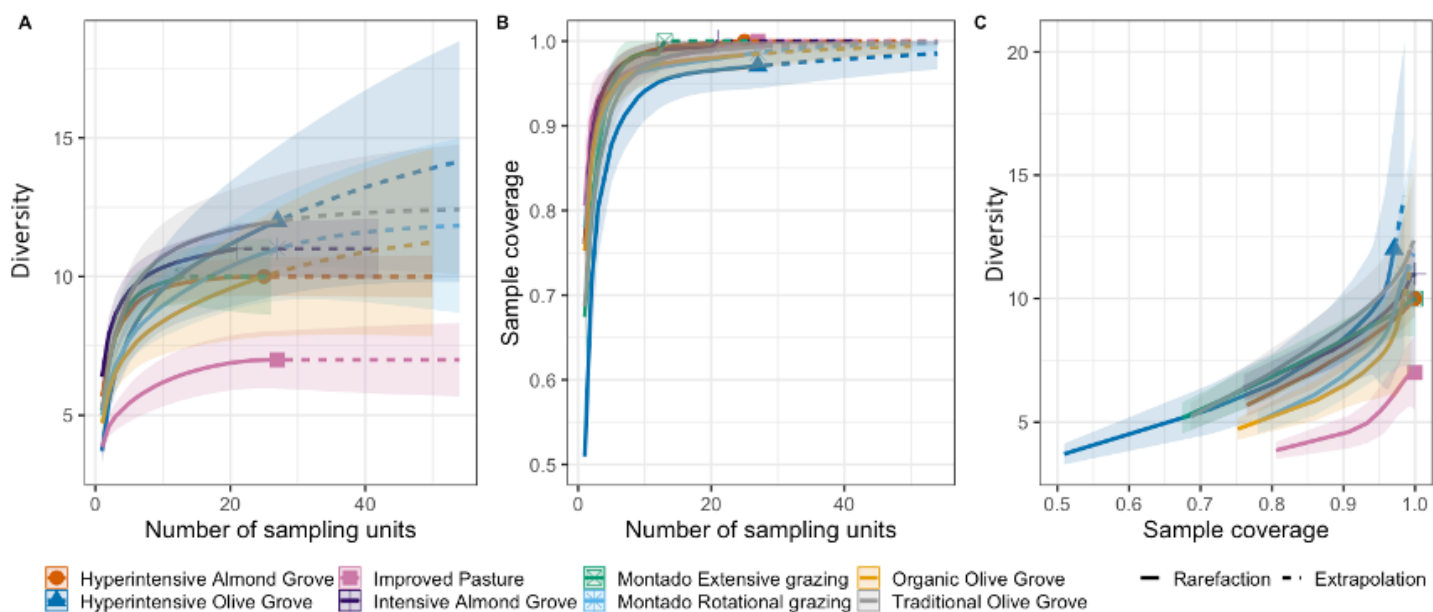 A
B
C
15
10
5
0
20
40
Diversity
Number of sampling units
1.0
0.9
0.8
0.7
0.6
0.5
0
20
40
Sample coverage
Number of sampling units
20
15
10
5
0.5
0.6
0.7
0.8
0.9
1.0
Diversity
Sample coverage
Hyperintensive Almond Grove
Improved Pasture
Montado Extensive grazing
Organic Olive Grove
Rarefaction
Extrapolation
Hyperintensive Olive Grove
Intensive Almond Grove
Montado Rotational grazing
Traditional Olive Grove